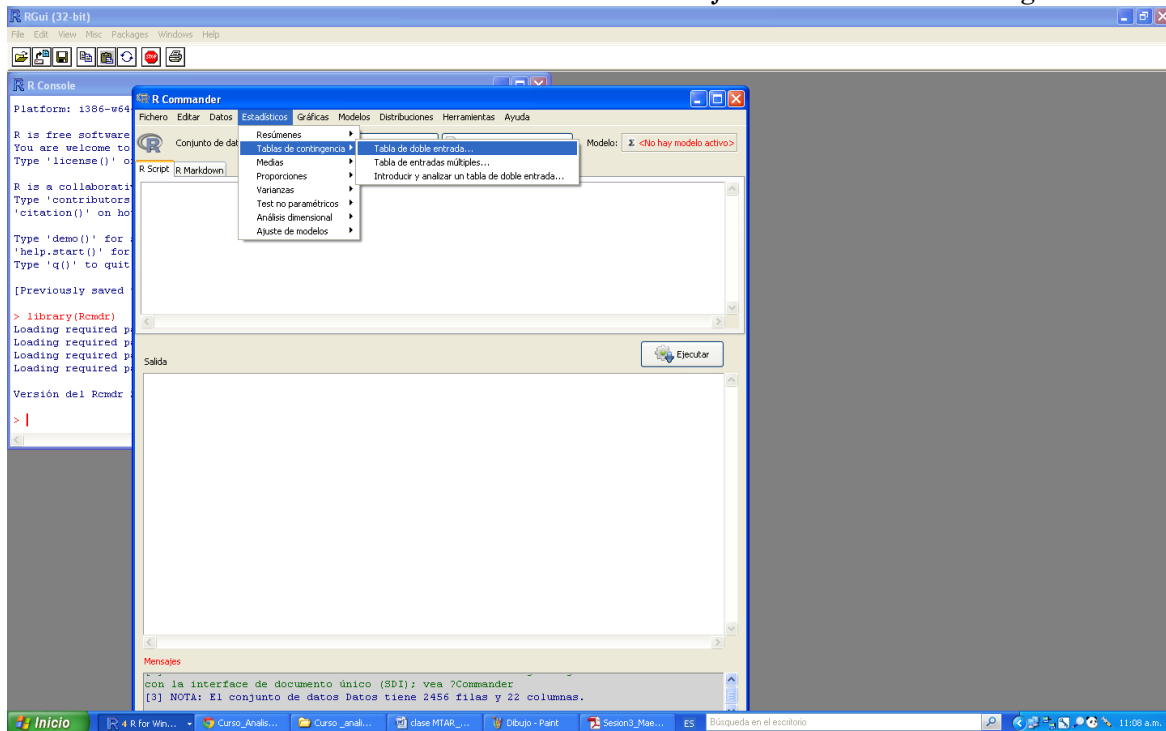 RGui (32-bit)
File Edit View Misc Packages Windows Help
STOP
R Console
Platform: i386-w64
R is free software
You are welcome to
Type 'license()' o
R is a collaborati
Type 'contributors
'citation()' on ho
Type 'demo()' for
'help.start()' for
Type 'q()' to quit
[Previously saved
> library(Rcmdr)
Loading required p
Loading required p
Loading required p
Loading required p
Versión del Rcmdr
>
R Commander
Fichero Editar Datos Estadísticos Gráficas Modelos Distribuciones Herramientas Ayuda
Conjunto de dat
Modelo: Σ <No hay modelo activo>
R Script R Markdown
Resúmenes
Tablas de contingencia
Medias
Proporciones
Varianzas
Test no paramétricos
Análisis dimensional
Ajuste de modelos
Tabla de doble entrada...
Tabla de entradas múltiples...
Introducir y analizar un tabla de doble entrada...
Salida
Ejecutar
Mensajes
con la interface de documento único (SDI); vea ?Commander
[3] NOTA: El conjunto de datos Datos tiene 2456 filas y 22 columnas.
Inicio
4 R for Win...
Curso_Analis...
Curso _anali...
clase MTAR_...
Dibujo - Paint
Sesion3_Mae...
ES
Búsqueda en el escritorio
11:08 a.m.